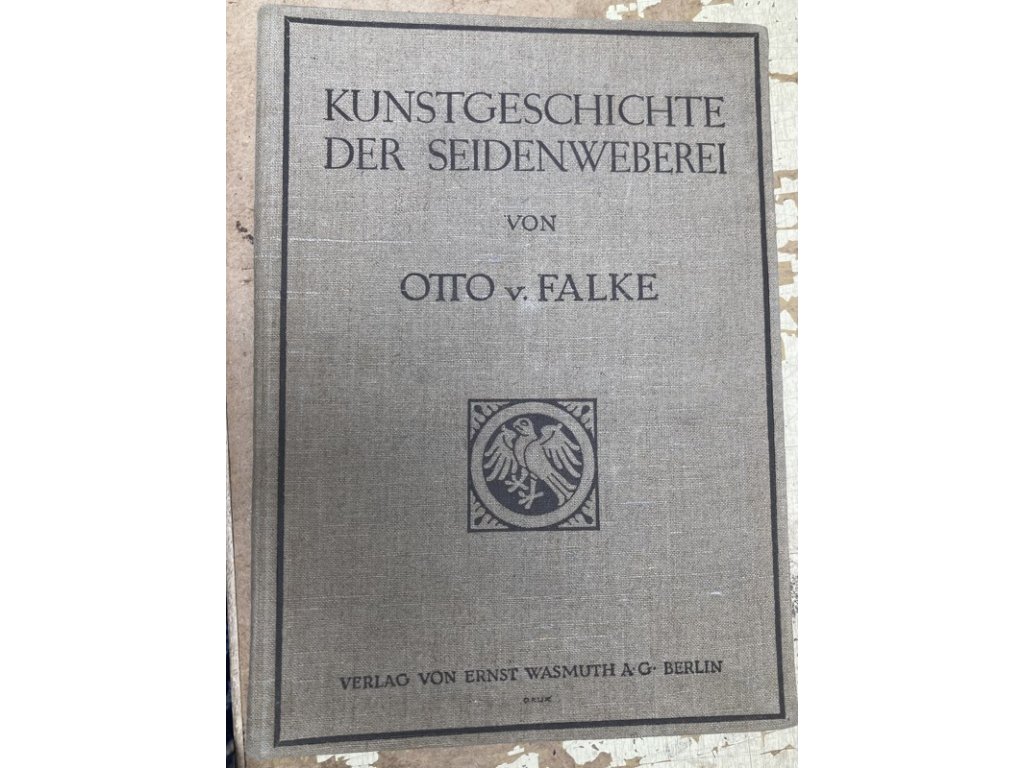 KUNSTGESCHICHTE
DER SEIDENWEBEREI
VON
OTTO v. FALKE
VERLAG VON ERNST WASMUTH A·G· BERLIN